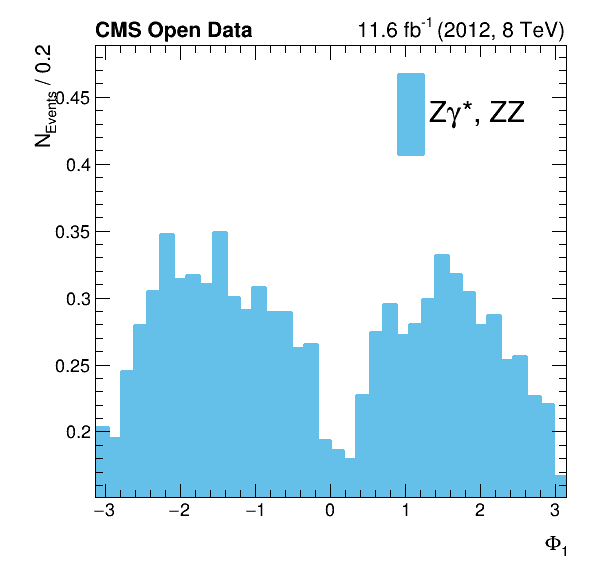 CMS Open Data 11.6 fb⁻¹ (2012, 8 TeV)
N_Events / 0.2
Zγ*, ZZ
0.45
0.4
0.35
0.3
0.25
0.2
−3 −2 −1 0 1 2 3
Φ₁